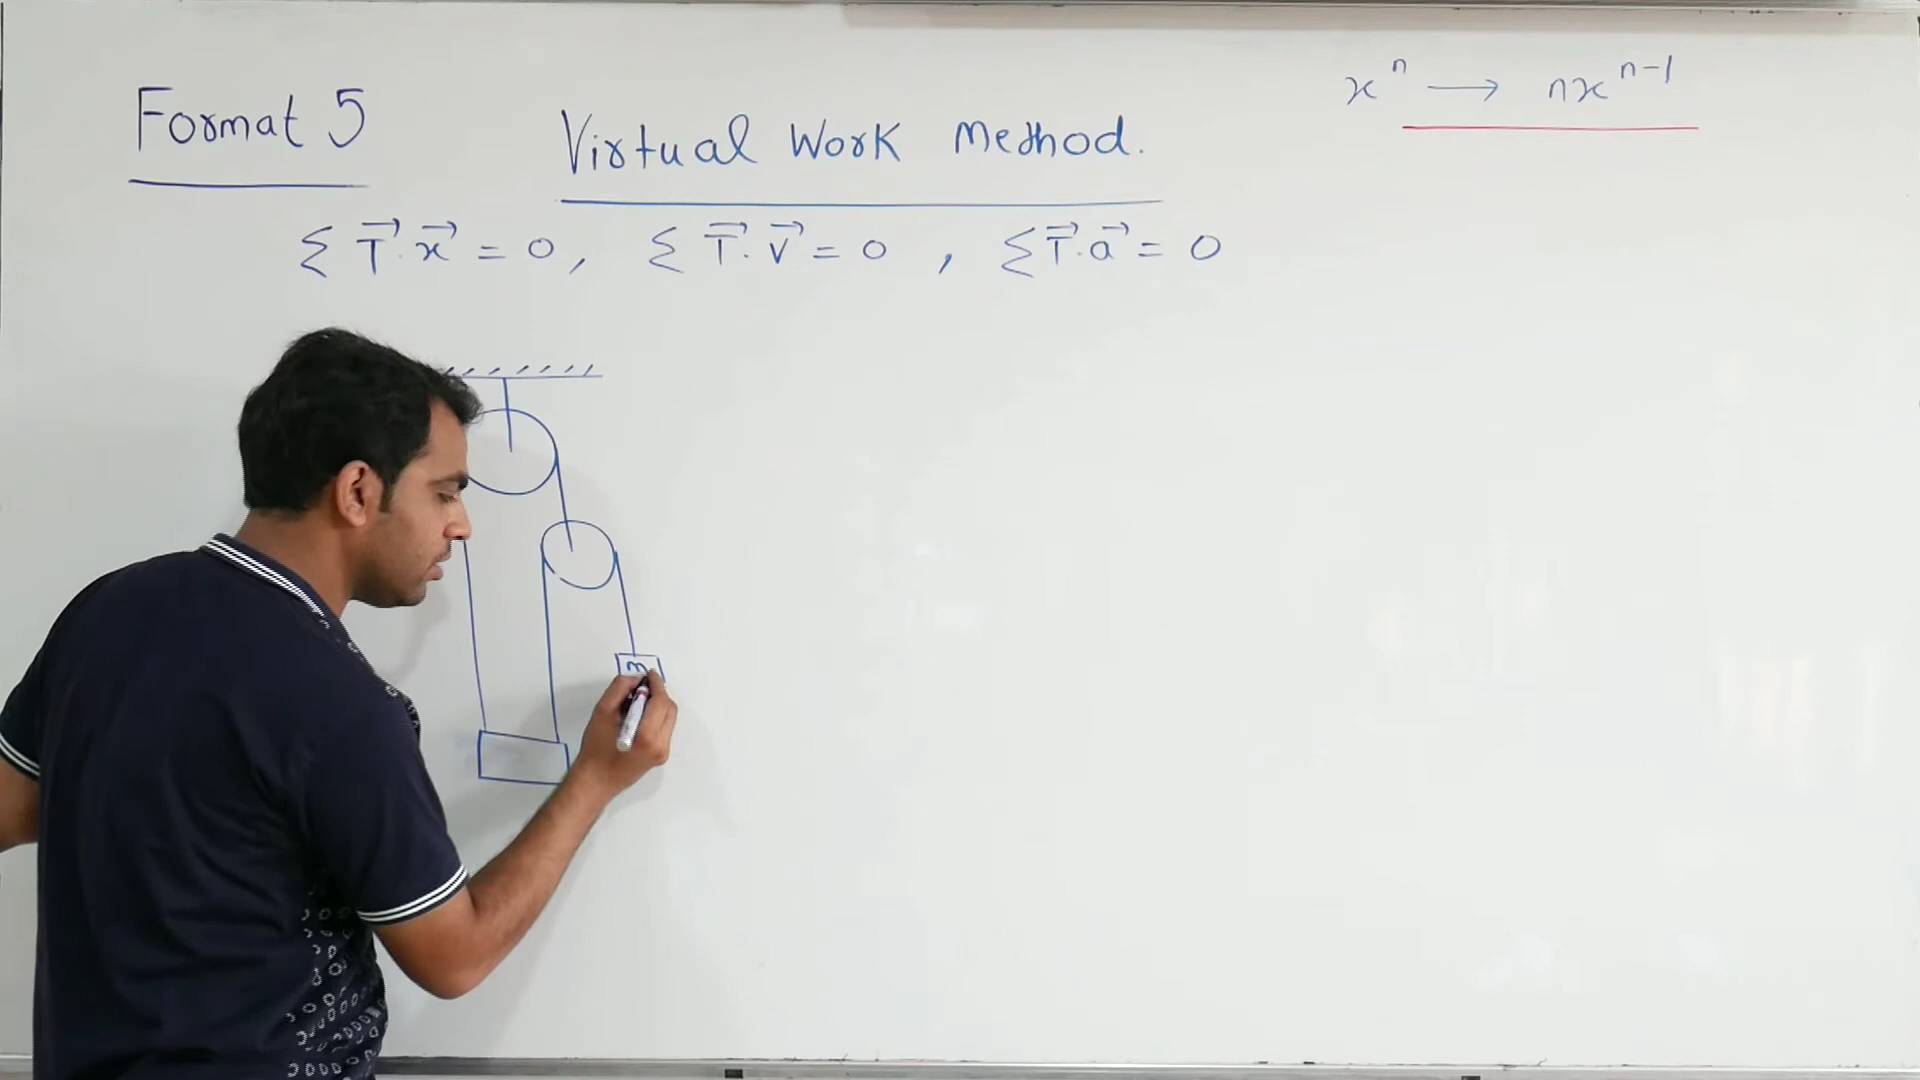 Format 5
Virtual Work Method.
x^n → nx^{n-1}
Σ T⃗.x⃗ = 0, Σ T⃗.v⃗ = 0, Σ T⃗.a⃗ = 0
m